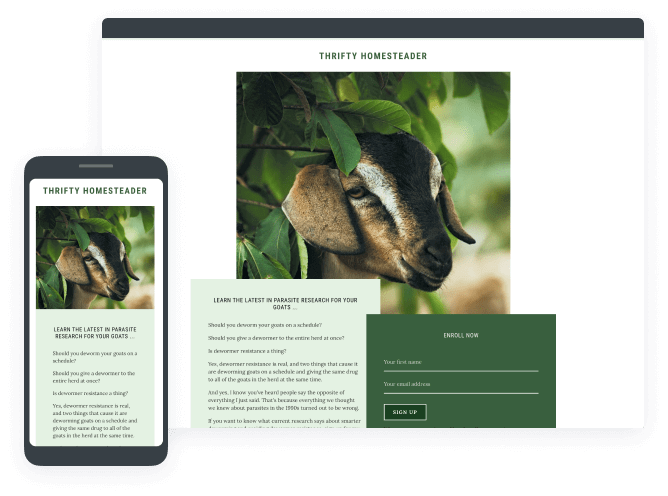 THRIFTY HOMESTEADER
LEARN THE LATEST IN PARASITE RESEARCH FOR YOUR
GOATS ...
Should you deworm your goats on a schedule?
Should you give a dewormer to the entire herd at once?
Is dewormer resistance a thing?
Yes, dewormer resistance is real, and two things that cause it
are deworming goats on a schedule and giving the same drug
to all of the goats in the herd at the same time.
And yes, I know you've heard people say the opposite of
everything I just said. That's because everything we thought
we knew about parasites in the 1990s turned out to be wrong.
If you want to know what current research says about smarter
ENROLL NOW
Your first name
Your email address
SIGN UP
THRIFTY HOMESTEADER
LEARN THE LATEST IN PARASITE
RESEARCH FOR YOUR GOATS ...
Should you deworm your goats on a
schedule?
Should you give a dewormer to the
entire herd at once?
Is dewormer resistance a thing?
Yes, dewormer resistance is real,
and two things that cause it are
deworming goats on a schedule and
giving the same drug to all of the
goats in the herd at the same time.